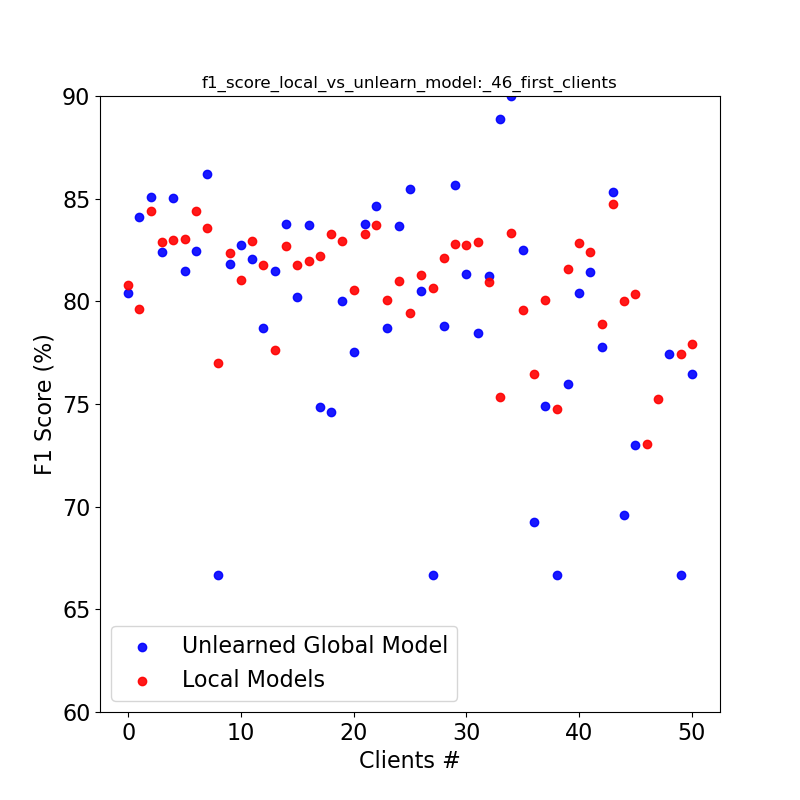 f1_score_local_vs_unlearn_model:_46_first_clients
90
85
80
75
70
65
60
F1 Score (%)
Unlearned Global Model
Local Models
0 10 20 30 40 50
Clients #